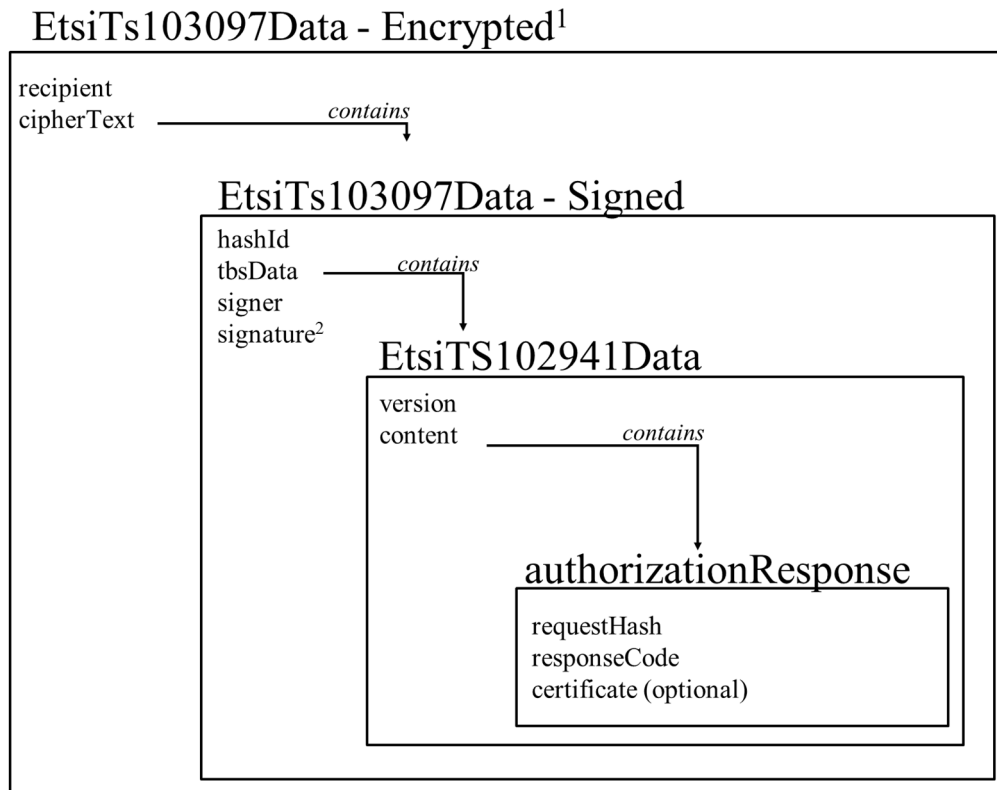 EtsiTs103097Data - Encrypted¹
recipient
cipherText
contains
EtsiTs103097Data - Signed
hashId
tbsData
contains
signer
signature²
EtsiTS102941Data
version
content
contains
authorizationResponse
requestHash
responseCode
certificate (optional)